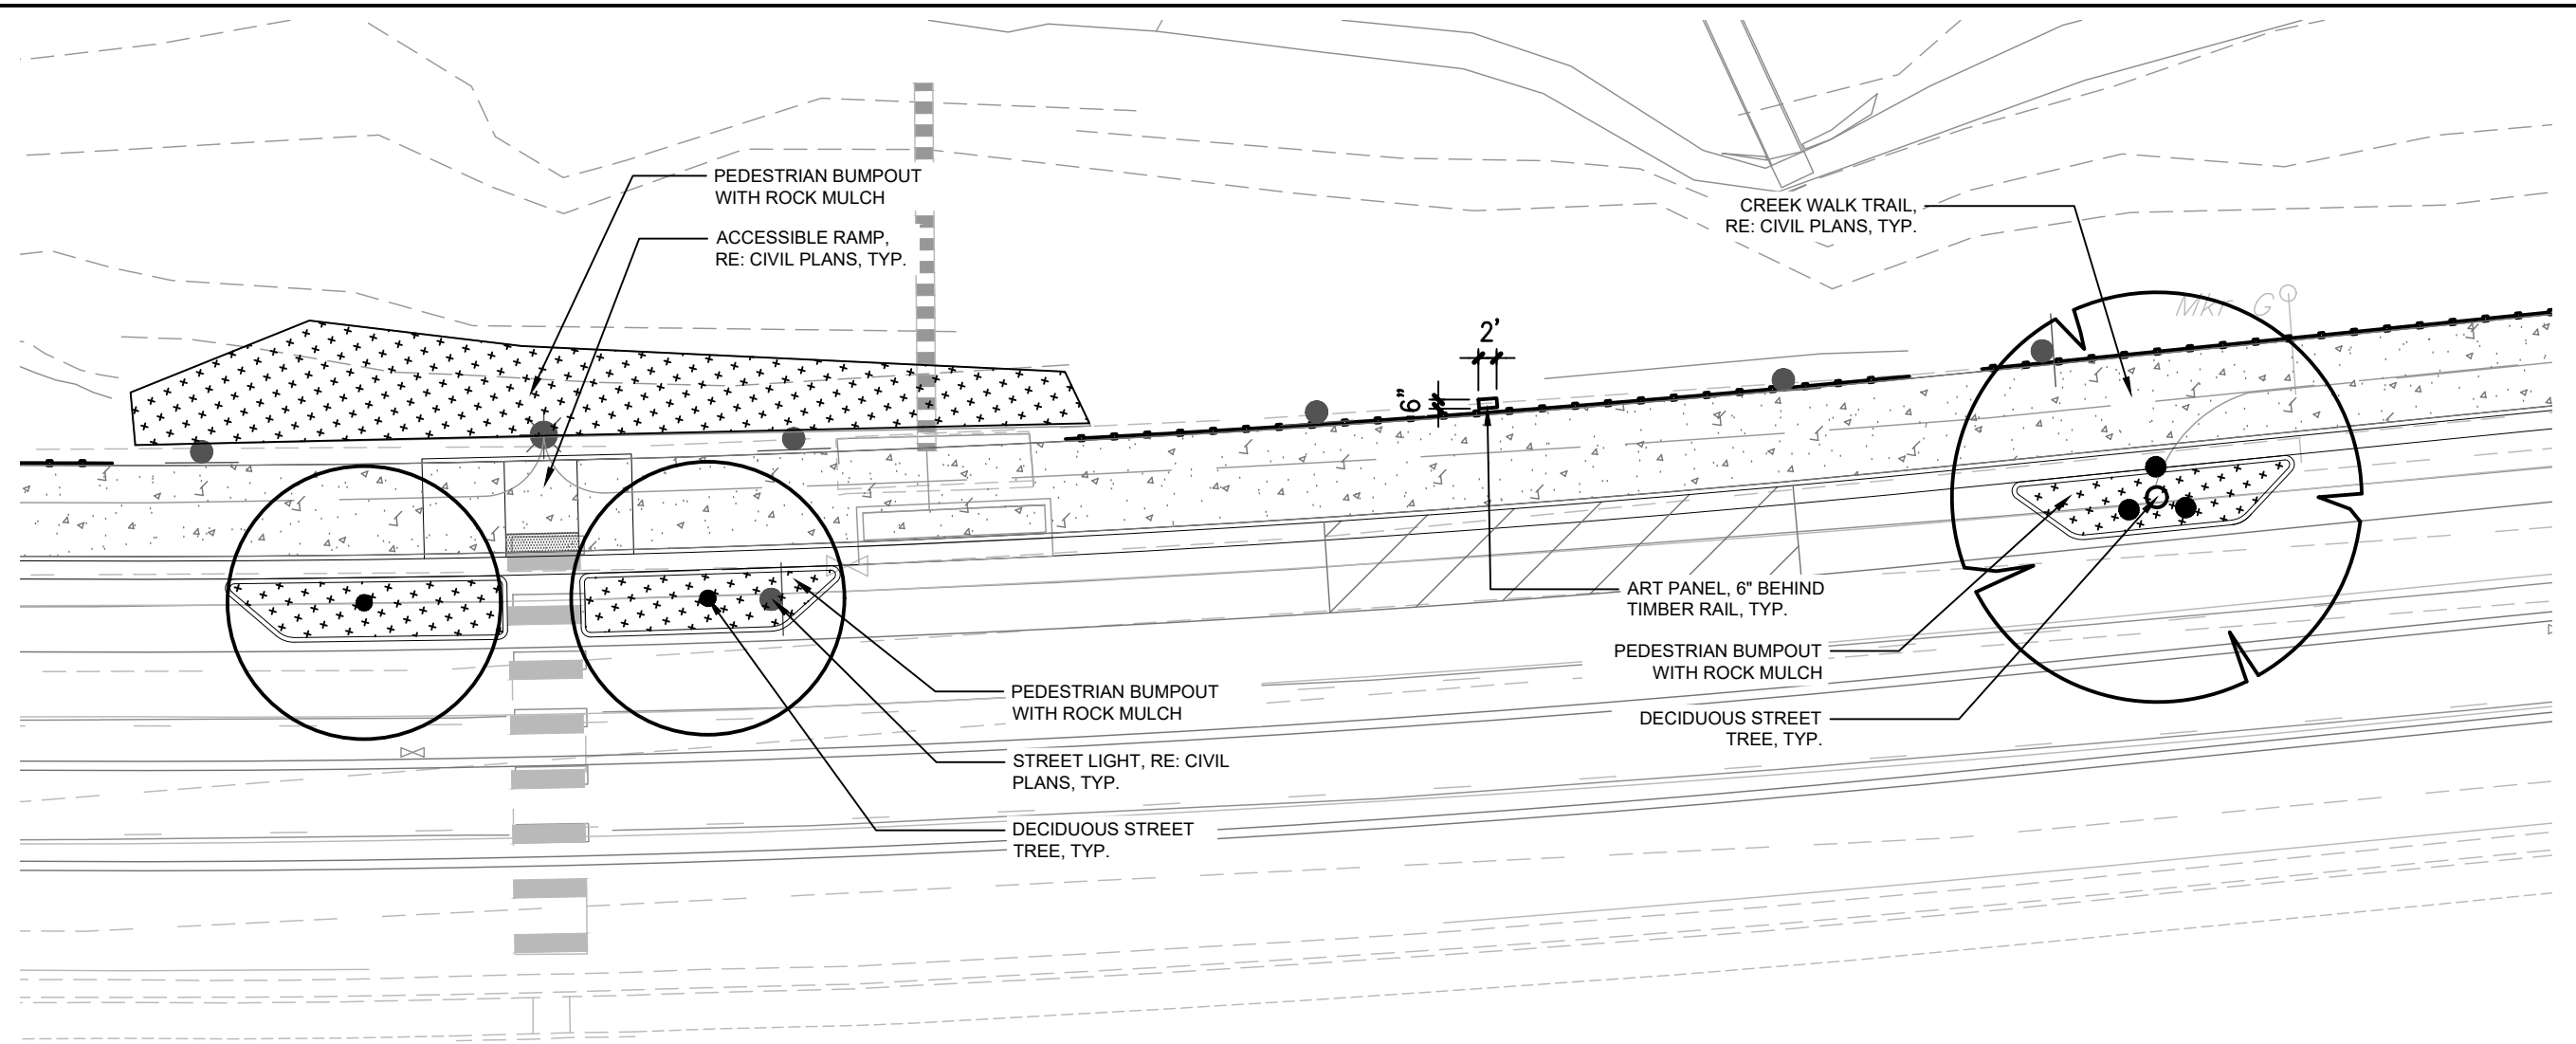 PEDESTRIAN BUMPOUT
WITH ROCK MULCH
ACCESSIBLE RAMP,
RE: CIVIL PLANS, TYP.
CREEK WALK TRAIL,
RE: CIVIL PLANS, TYP.
MKT G
2'
6"
ART PANEL, 6" BEHIND
TIMBER RAIL, TYP.
PEDESTRIAN BUMPOUT
WITH ROCK MULCH
DECIDUOUS STREET
TREE, TYP.
PEDESTRIAN BUMPOUT
WITH ROCK MULCH
STREET LIGHT, RE: CIVIL
PLANS, TYP.
DECIDUOUS STREET
TREE, TYP.